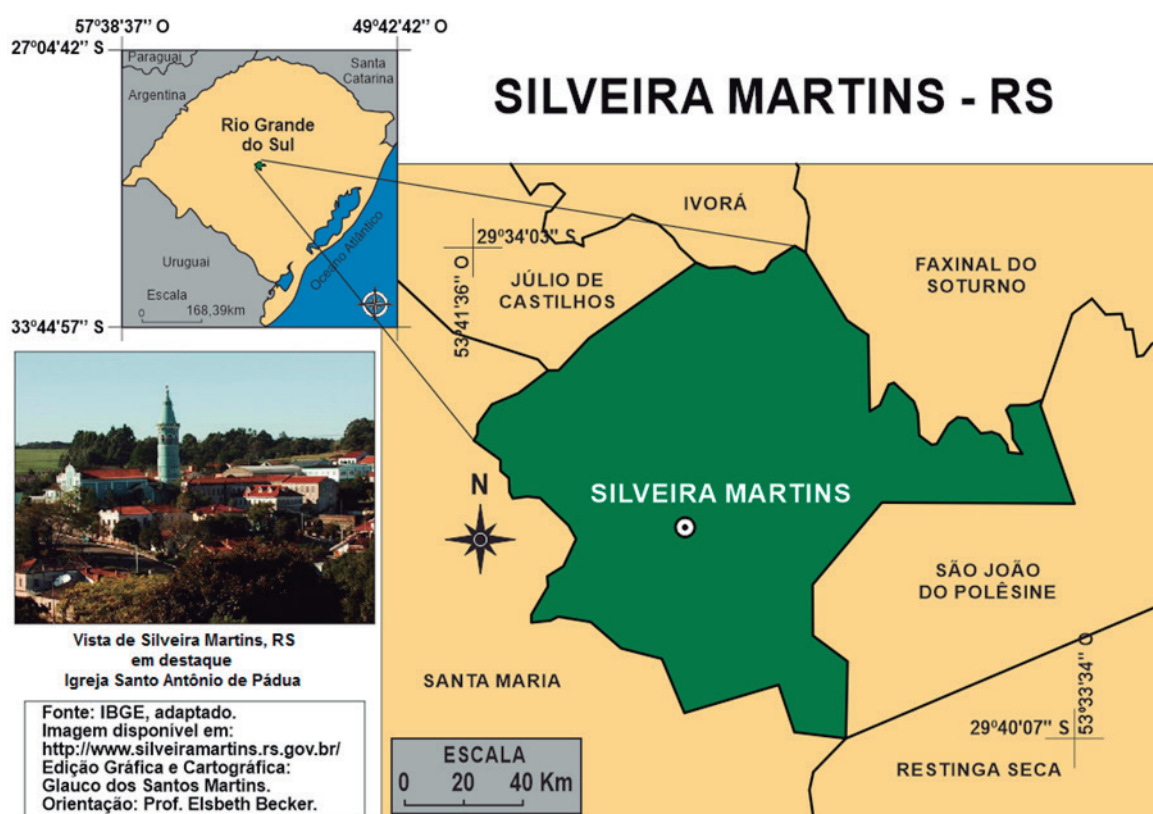 57º38'37’’ O
49º42'42’’ O
27º04'42’’ S
Paraguai
Santa
Catarina
Argentina
Rio Grande
do Sul
Uruguai
Oceano Atlântico
Escala
0 168,39km
33º44'57’’ S
SILVEIRA MARTINS - RS
IVORÁ
29º34'03’’ S
53º41'36’’ O
JÚLIO DE
CASTILHOS
FAXINAL DO
SOTURNO
N
SILVEIRA MARTINS
SÃO JOÃO
DO POLÊSINE
SANTA MARIA
53º33'34’’ O
29º40'07’’ S
RESTINGA SECA
ESCALA
0 20 40 Km
Vista de Silveira Martins, RS
em destaque
Igreja Santo Antônio de Pádua
Fonte: IBGE, adaptado.
Imagem disponivel em:
http://www.silveiramartins.rs.gov.br/
Edição Gráfica e Cartográfica:
Glauco dos Santos Martins.
Orientação: Prof. Elsbeth Becker.